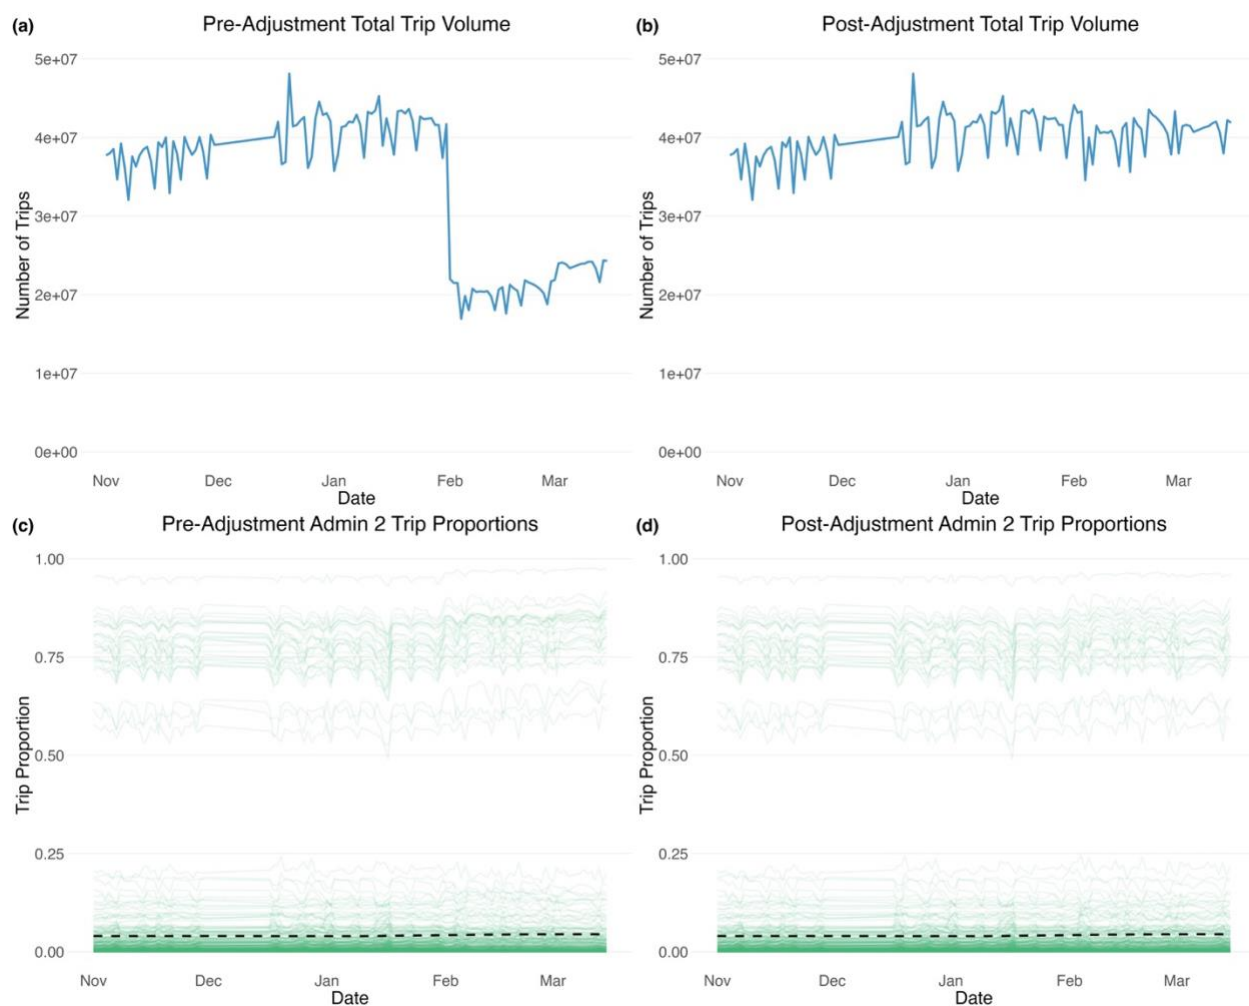 (a)
Pre-Adjustment Total Trip Volume
5e+07
4e+07
3e+07
2e+07
1e+07
0e+00
Number of Trips
Nov Dec Jan Feb Mar
Date
(b)
Post-Adjustment Total Trip Volume
5e+07
4e+07
3e+07
2e+07
1e+07
0e+00
Number of Trips
Nov Dec Jan Feb Mar
Date
(c)
Pre-Adjustment Admin 2 Trip Proportions
1.00
0.75
0.50
0.25
0.00
Trip Proportion
Nov Dec Jan Feb Mar
Date
(d)
Post-Adjustment Admin 2 Trip Proportions
1.00
0.75
0.50
0.25
0.00
Trip Proportion
Nov Dec Jan Feb Mar
Date